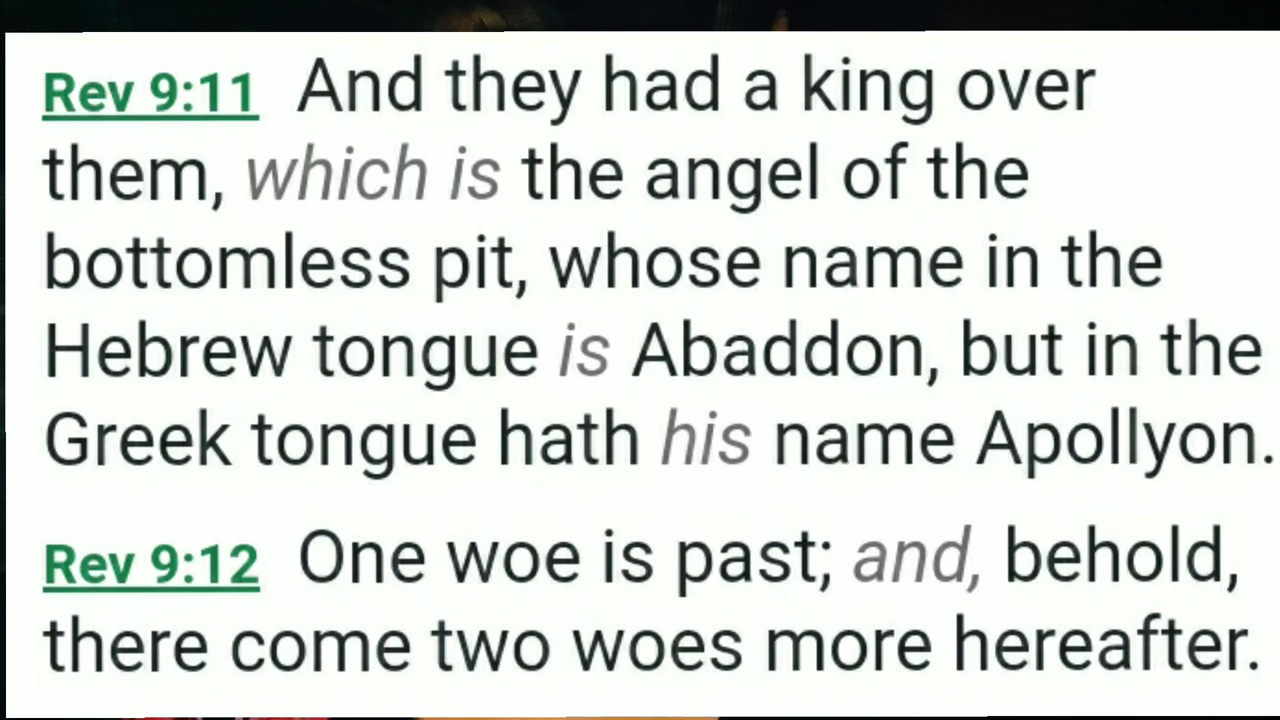 Rev 9:11 And they had a king over
them, which is the angel of the
bottomless pit, whose name in the
Hebrew tongue is Abaddon, but in the
Greek tongue hath his name Apollyon.
Rev 9:12 One woe is past; and, behold,
there come two woes more hereafter.